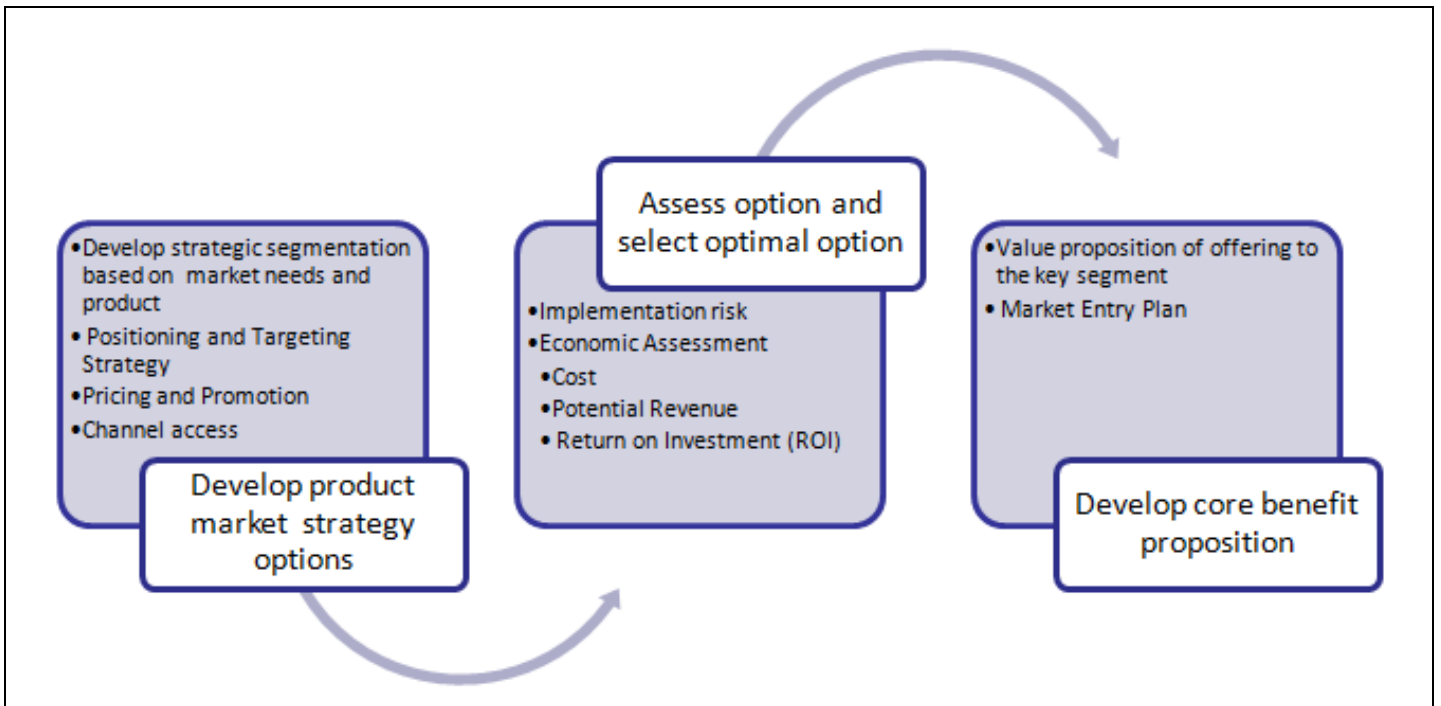 •Develop strategic segmentation
based on market needs and
product
• Positioning and Targeting
Strategy
•Pricing and Promotion
•Channel access
Develop product
market strategy
options
Assess option and
select optimal option
•Implementation risk
•Economic Assessment
•Cost
•Potential Revenue
• Return on Investment (ROI)
•Value proposition of offering to
the key segment
• Market Entry Plan
Develop core benefit
proposition